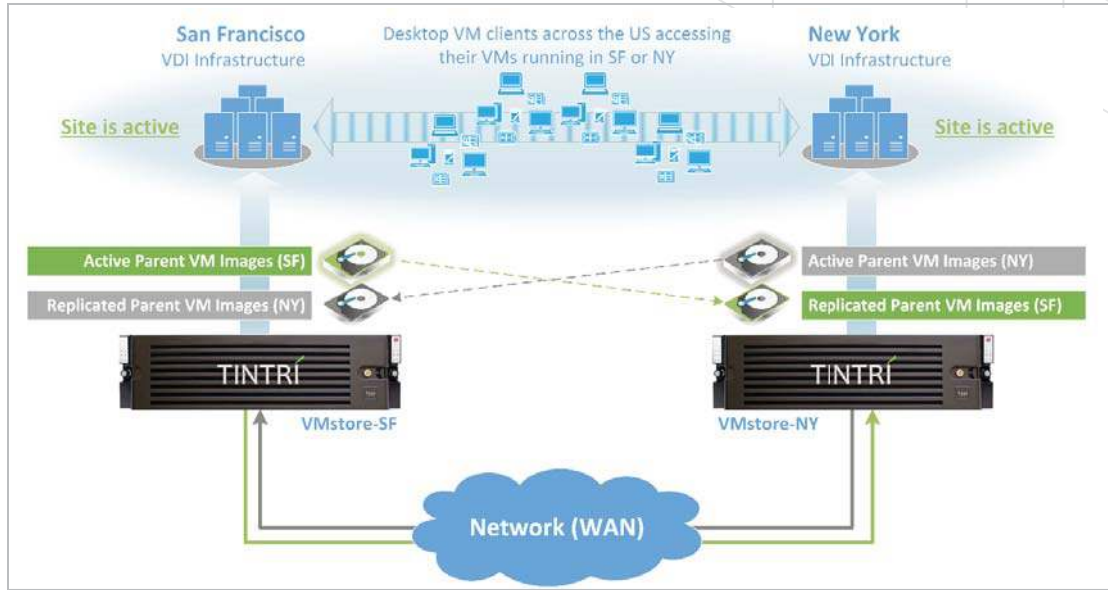 San Francisco
VDI Infrastructure
Desktop VM clients across the US accessing
their VMs running in SF or NY
New York
VDI Infrastructure
Site is active
Site is active
Active Parent VM Images (SF)
Active Parent VM Images (NY)
Replicated Parent VM Images (NY)
Replicated Parent VM Images (SF)
TINTRÍ
TINTRÍ
VMstore-SF
VMstore-NY
Network (WAN)